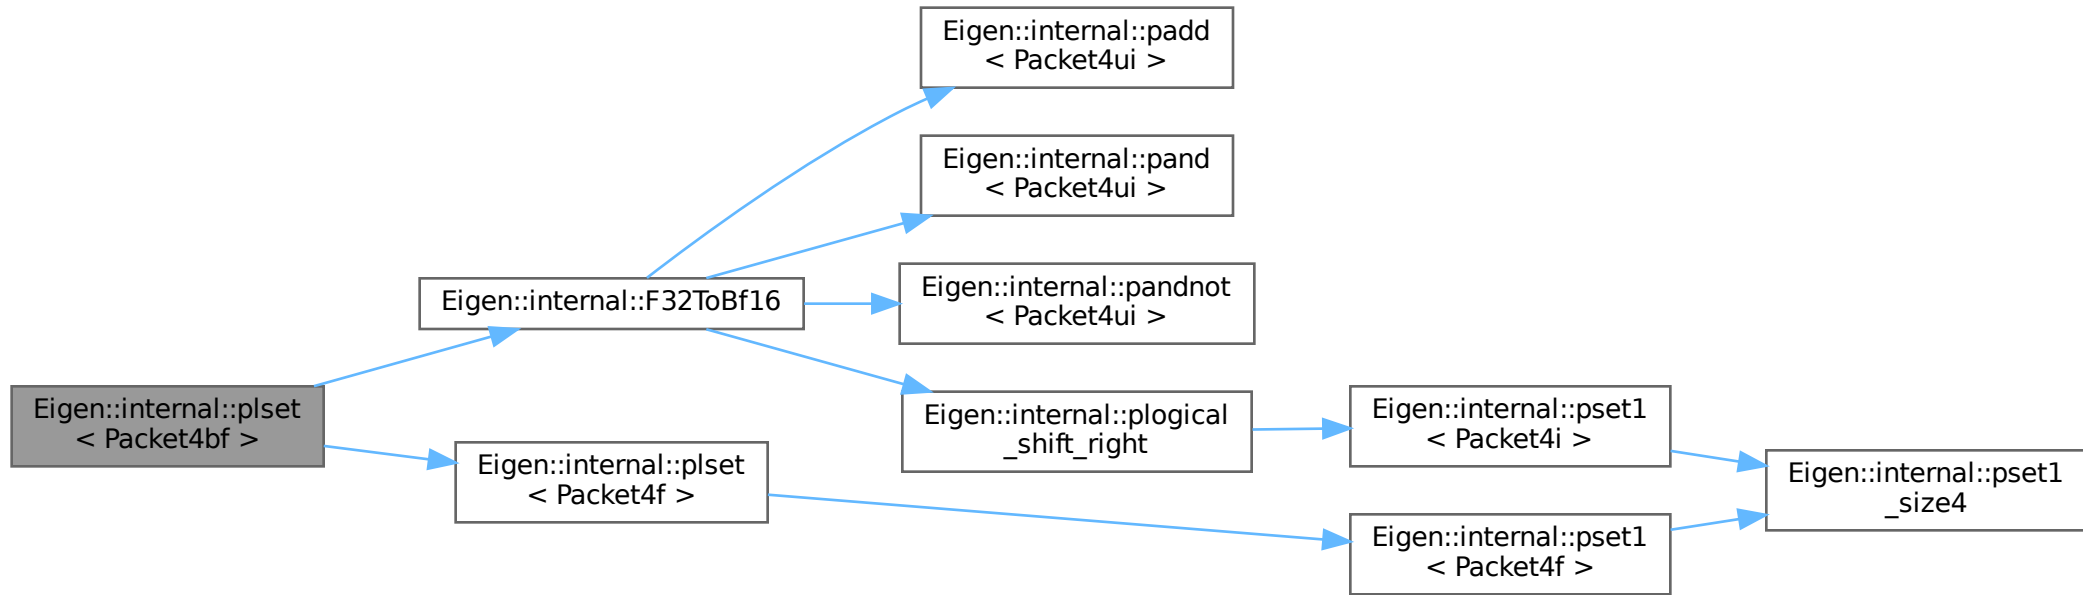 Eigen::internal::padd
< Packet4ui >
Eigen::internal::pand
< Packet4ui >
Eigen::internal::F32ToBf16
Eigen::internal::pandnot
< Packet4ui >
Eigen::internal::plset
< Packet4bf >
Eigen::internal::plogical
_shift_right
Eigen::internal::pset1
< Packet4i >
Eigen::internal::plset
< Packet4f >
Eigen::internal::pset1
_size4
Eigen::internal::pset1
< Packet4f >